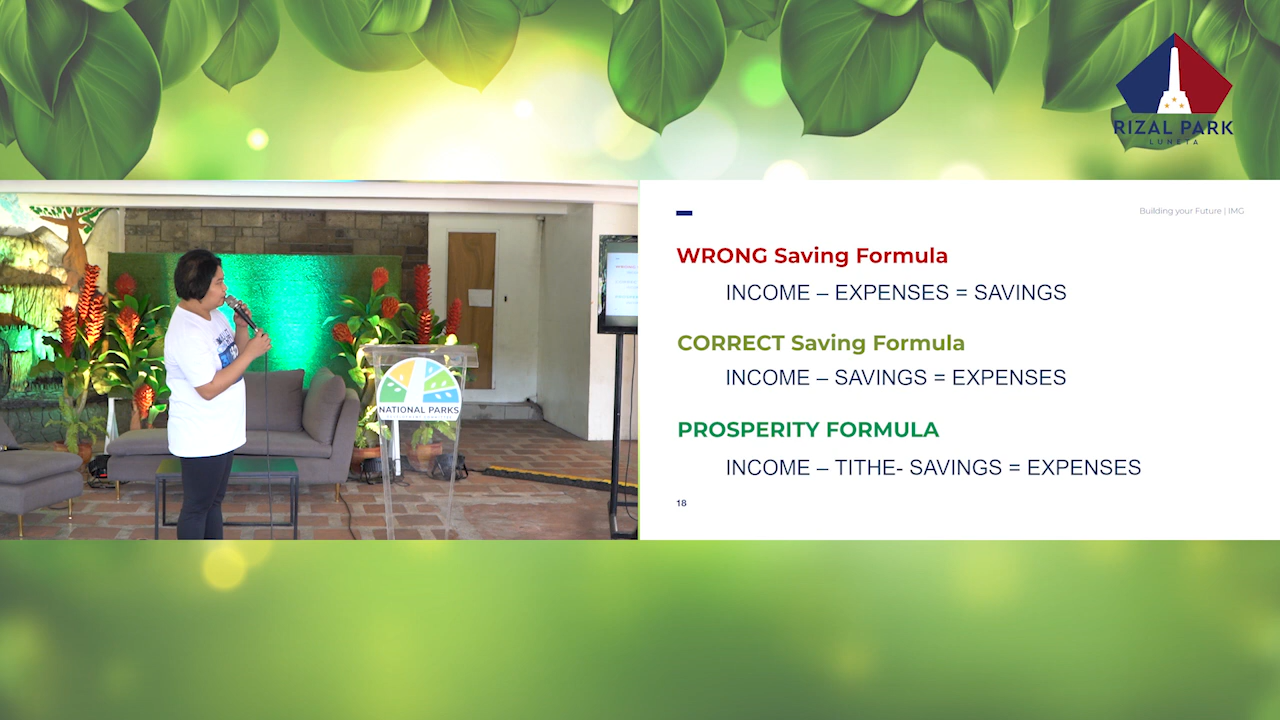 RIZAL PARK
LUNETA
Building your Future | IMG
WRONG Saving Formula
INCOME – EXPENSES = SAVINGS
CORRECT Saving Formula
INCOME – SAVINGS = EXPENSES
PROSPERITY FORMULA
INCOME – TITHE- SAVINGS = EXPENSES
18
NATIONAL PARKS